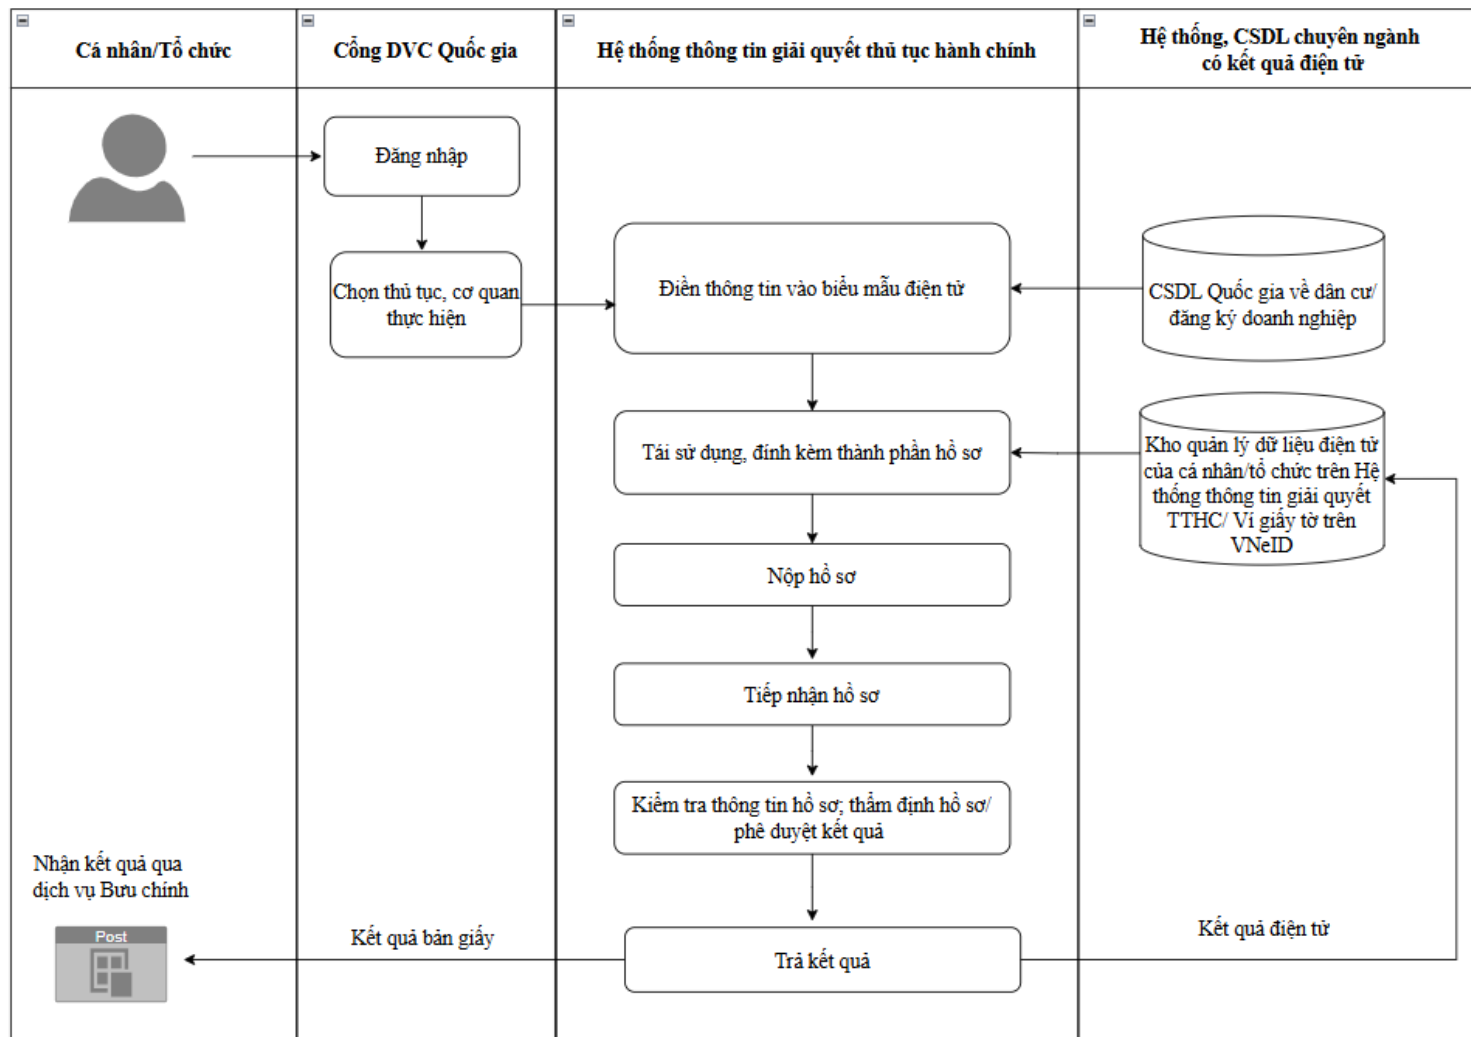 Cá nhân/Tổ chức
Cổng DVC Quốc gia
Hệ thống thông tin giải quyết thủ tục hành chính
Hệ thống, CSDL chuyên ngành
có kết quả điện tử
Đăng nhập
Chọn thủ tục, cơ quan
thực hiện
Điền thông tin vào biểu mẫu điện tử
CSDL Quốc gia về dân cư/
đăng ký doanh nghiệp
Tái sử dụng, đính kèm thành phần hồ sơ
Kho quản lý dữ liệu điện tử
của cá nhân/tổ chức trên Hệ
thống thông tin giải quyết
TTHC/ Ví giấy tờ trên
VNeID
Nộp hồ sơ
Tiếp nhận hồ sơ
Kiểm tra thông tin hồ sơ; thẩm định hồ sơ/
phê duyệt kết quả
Nhận kết quả qua
dịch vụ Bưu chính
Post
Kết quả bản giấy
Trả kết quả
Kết quả điện tử